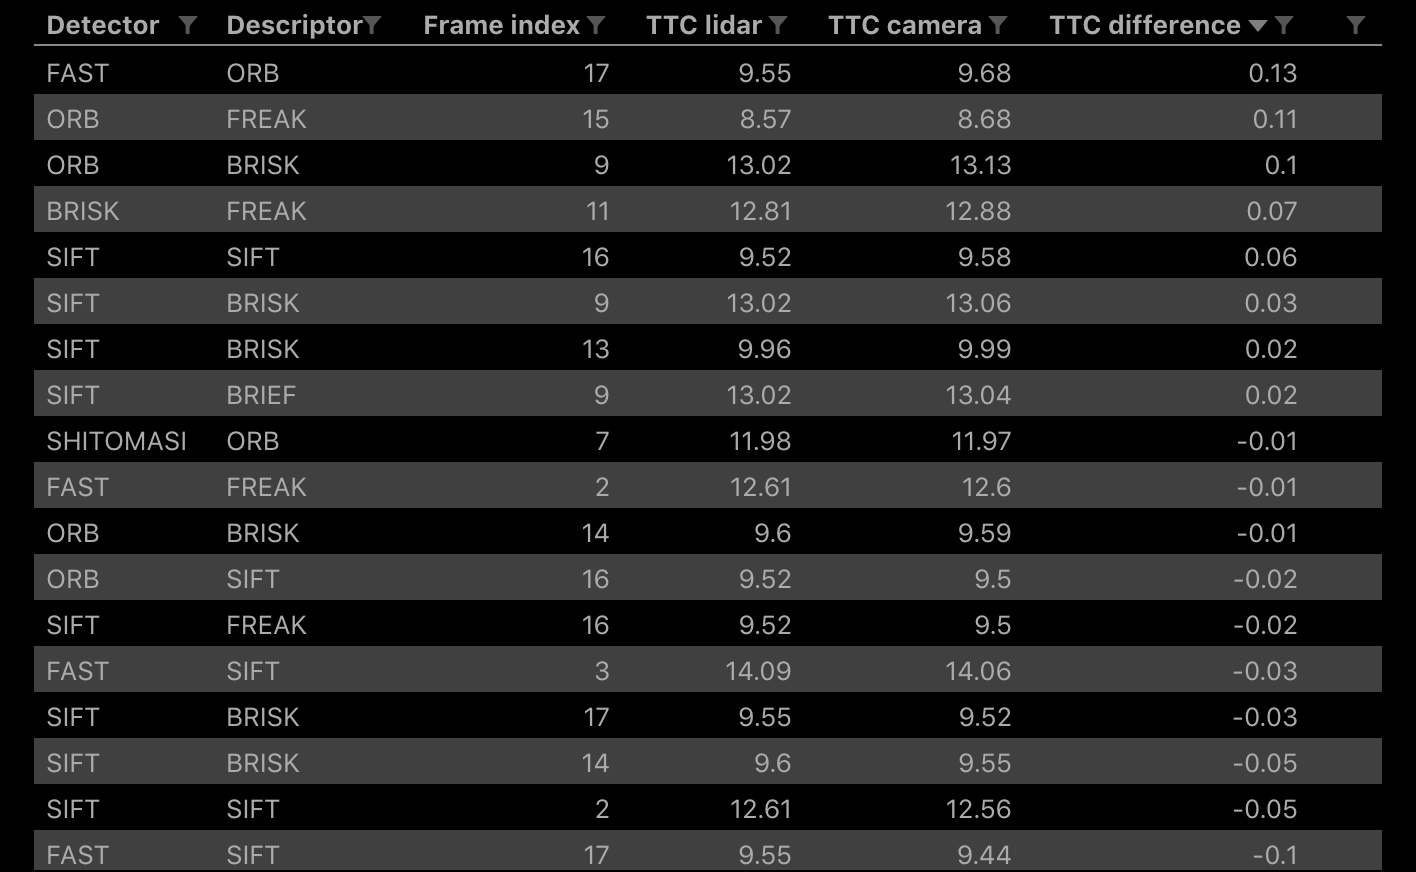 Detector Descriptor Frame index TTC lidar TTC camera TTC difference
FAST ORB 17 9.55 9.68 0.13
ORB FREAK 15 8.57 8.68 0.11
ORB BRISK 9 13.02 13.13 0.1
BRISK FREAK 11 12.81 12.88 0.07
SIFT SIFT 16 9.52 9.58 0.06
SIFT BRISK 9 13.02 13.06 0.03
SIFT BRISK 13 9.96 9.99 0.02
SIFT BRIEF 9 13.02 13.04 0.02
SHITOMASI ORB 7 11.98 11.97 -0.01
FAST FREAK 2 12.61 12.6 -0.01
ORB BRISK 14 9.6 9.59 -0.01
ORB SIFT 16 9.52 9.5 -0.02
SIFT FREAK 16 9.52 9.5 -0.02
FAST SIFT 3 14.09 14.06 -0.03
SIFT BRISK 17 9.55 9.52 -0.03
SIFT BRISK 14 9.6 9.55 -0.05
SIFT SIFT 2 12.61 12.56 -0.05
FAST SIFT 17 9.55 9.44 -0.1